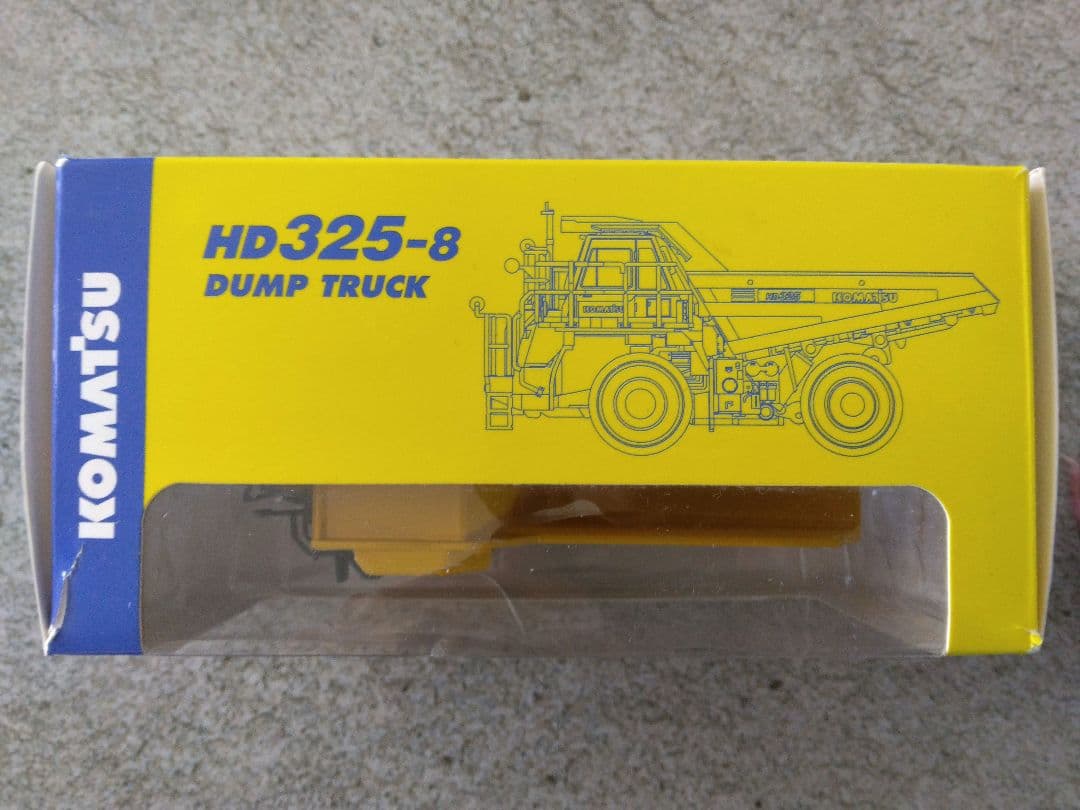 KOMATSU
HD325-8
DUMP TRUCK
HD325
KOMATSU
KOMATSU